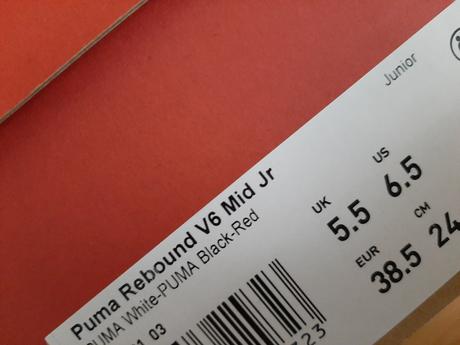 Junior
Puma Rebound V6 Mid Jr
PUMA White-PUMA Black-Red
03
UK
5.5
US
6.5
EUR
38.5
CM
24